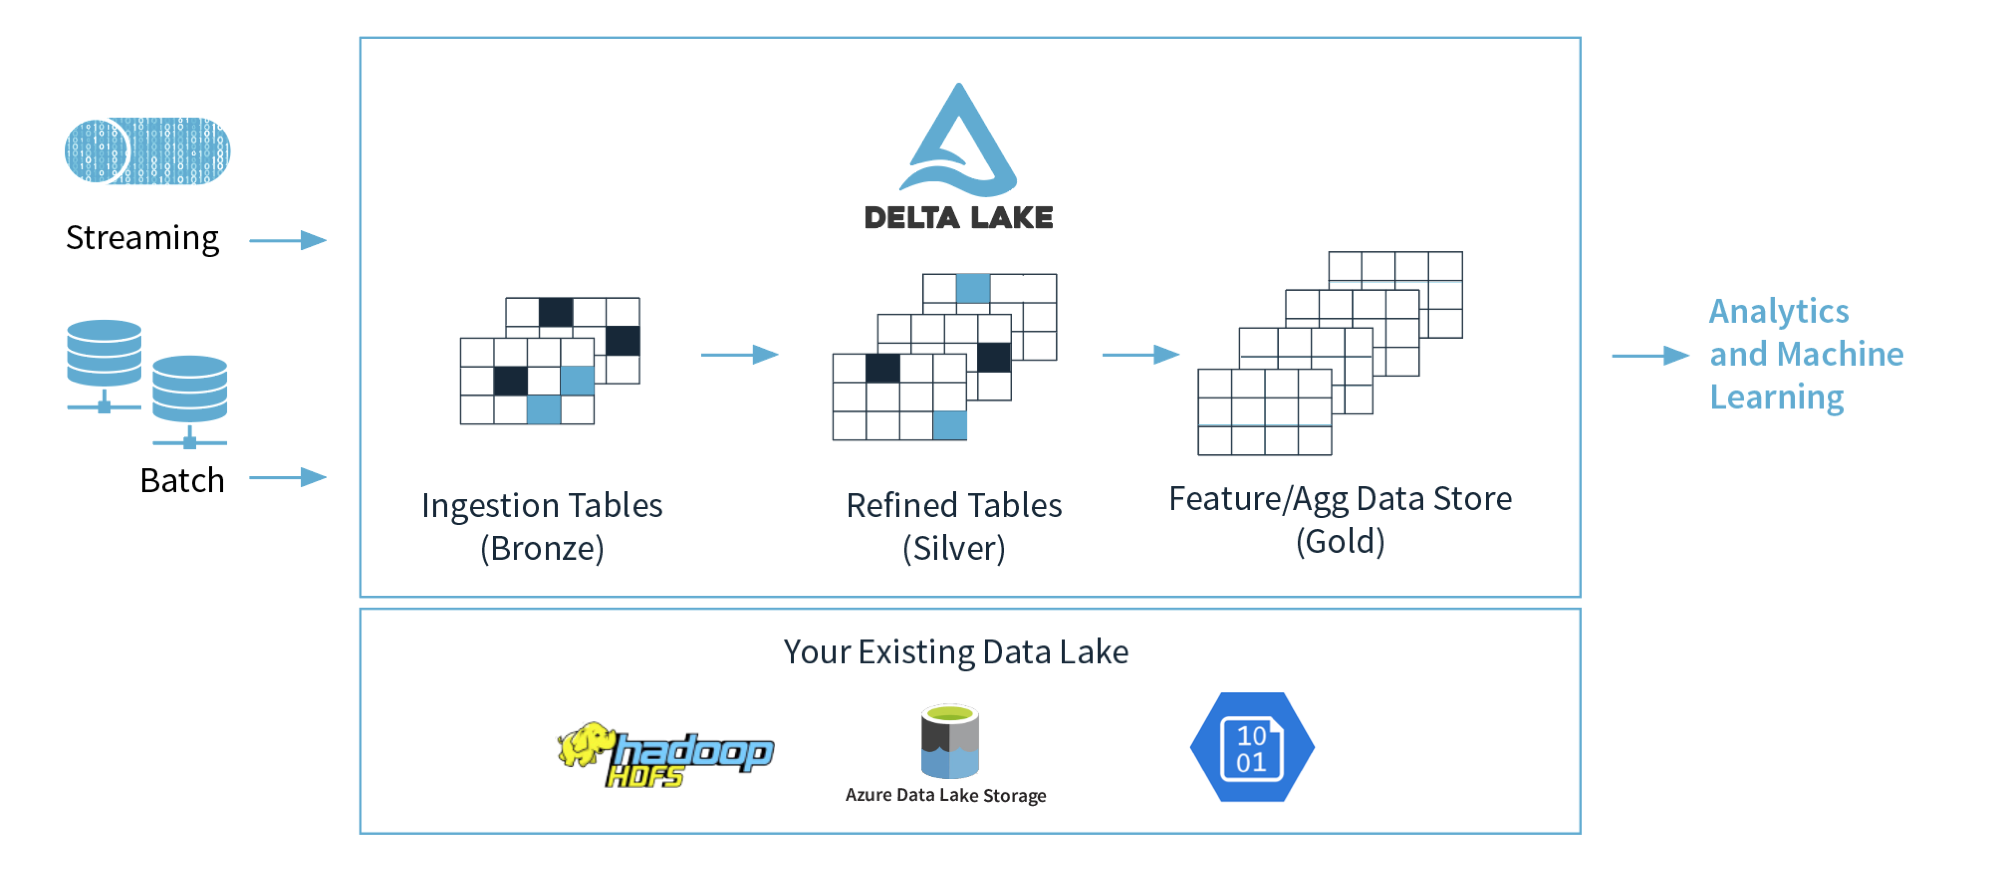 DELTA LAKE
Streaming
Batch
Ingestion Tables
(Bronze)
Refined Tables
(Silver)
Feature/Agg Data Store
(Gold)
Analytics
and Machine
Learning
Your Existing Data Lake
hadoop
HDFS
Azure Data Lake Storage
10
01